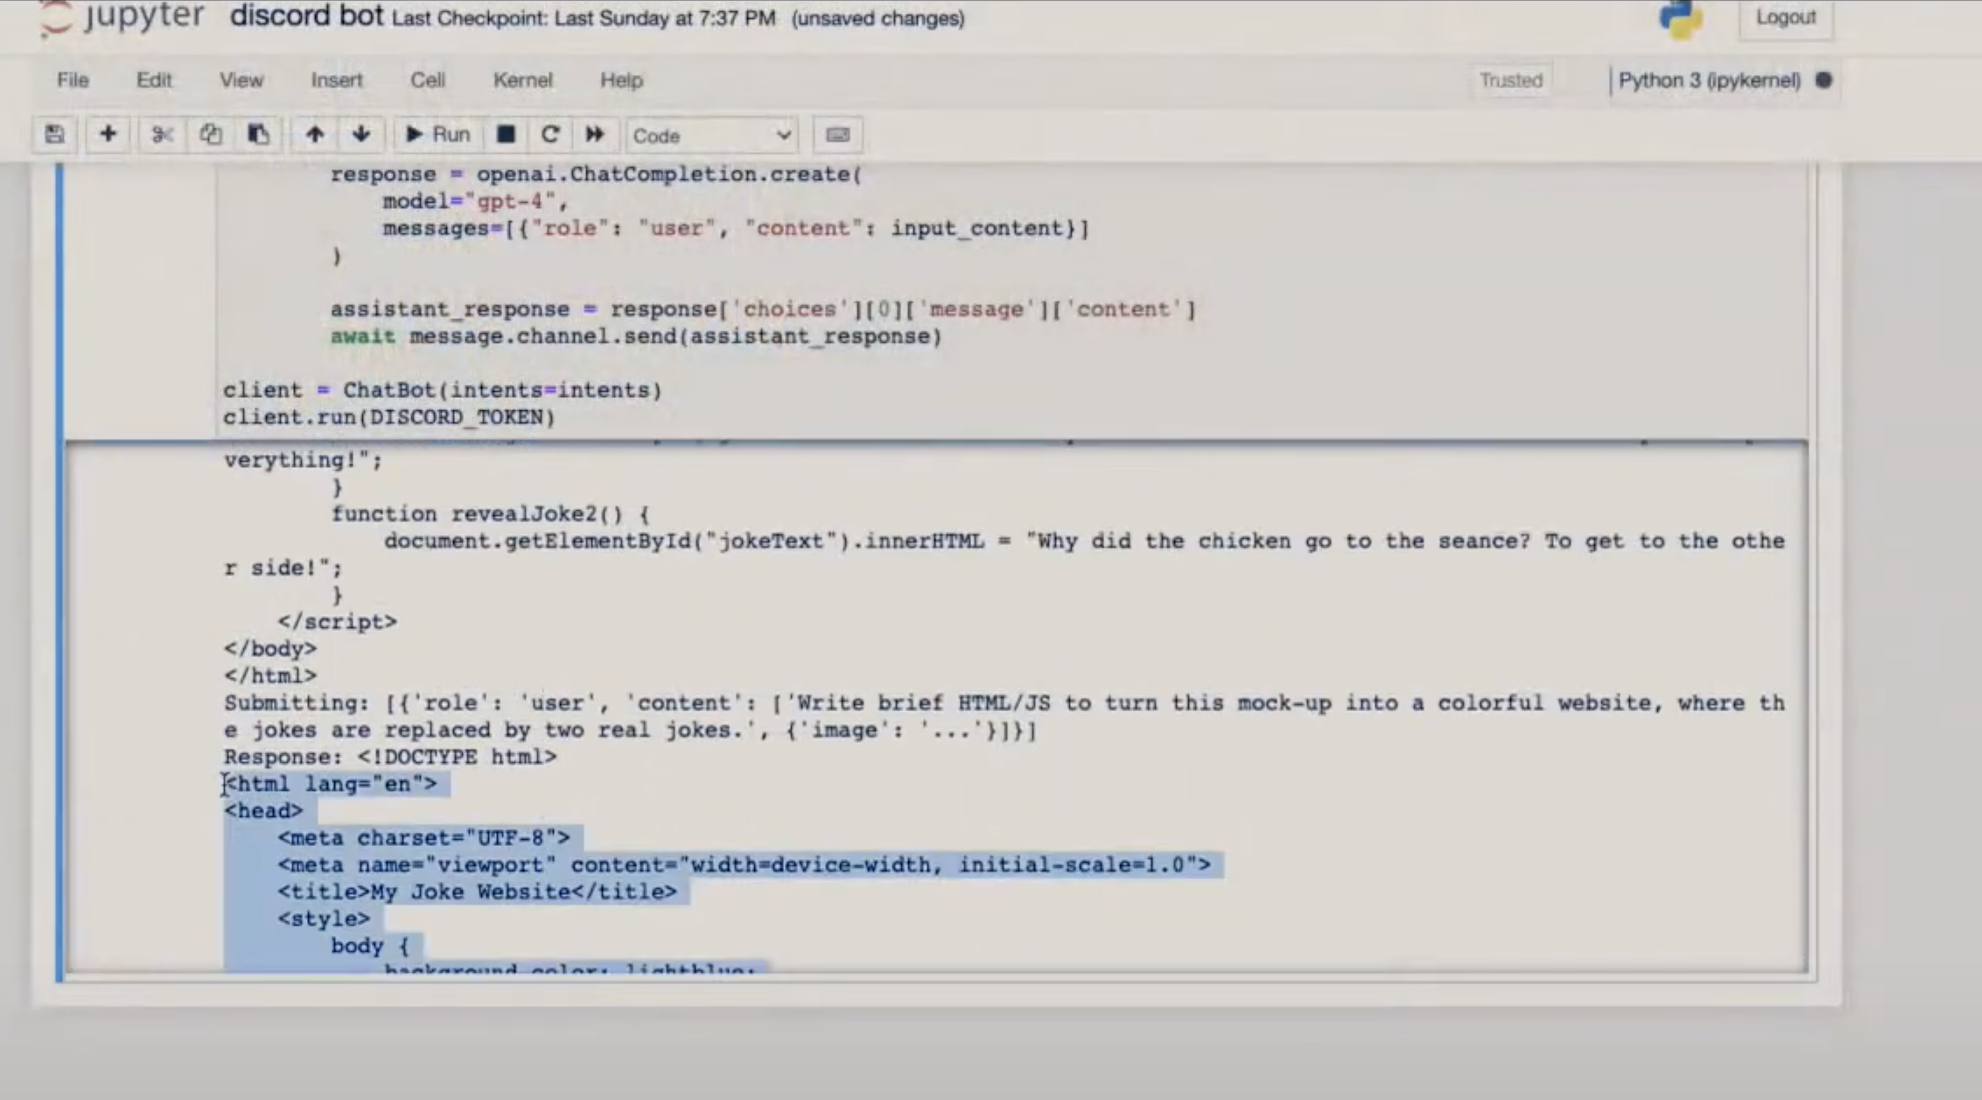 jupyter discord bot Last Checkpoint: Last Sunday at 7:37 PM (unsaved changes)
Logout
File Edit View Insert Cell Kernel Help
Trusted Python 3 (ipykernel)
Run Code
response = openai.ChatCompletion.create(
model="gpt-4",
messages=[{"role": "user", "content": input_content}]
)
assistant_response = response['choices'][0]['message']['content']
await message.channel.send(assistant_response)
client = ChatBot(intents=intents)
client.run(DISCORD_TOKEN)
verything!";
}
function revealJoke2() {
document.getElementById("jokeText").innerHTML = "Why did the chicken go to the seance? To get to the othe
r side!";
}
</script>
</body>
</html>
Submitting: [{'role': 'user', 'content': ['Write brief HTML/JS to turn this mock-up into a colorful website, where th
e jokes are replaced by two real jokes.', {'image': '...'}]}]
Response: <!DOCTYPE html>
<html lang="en">
<head>
<meta charset="UTF-8">
<meta name="viewport" content="width=device-width, initial-scale=1.0">
<title>My Joke Website</title>
<style>
body {
background-color: lightblue;